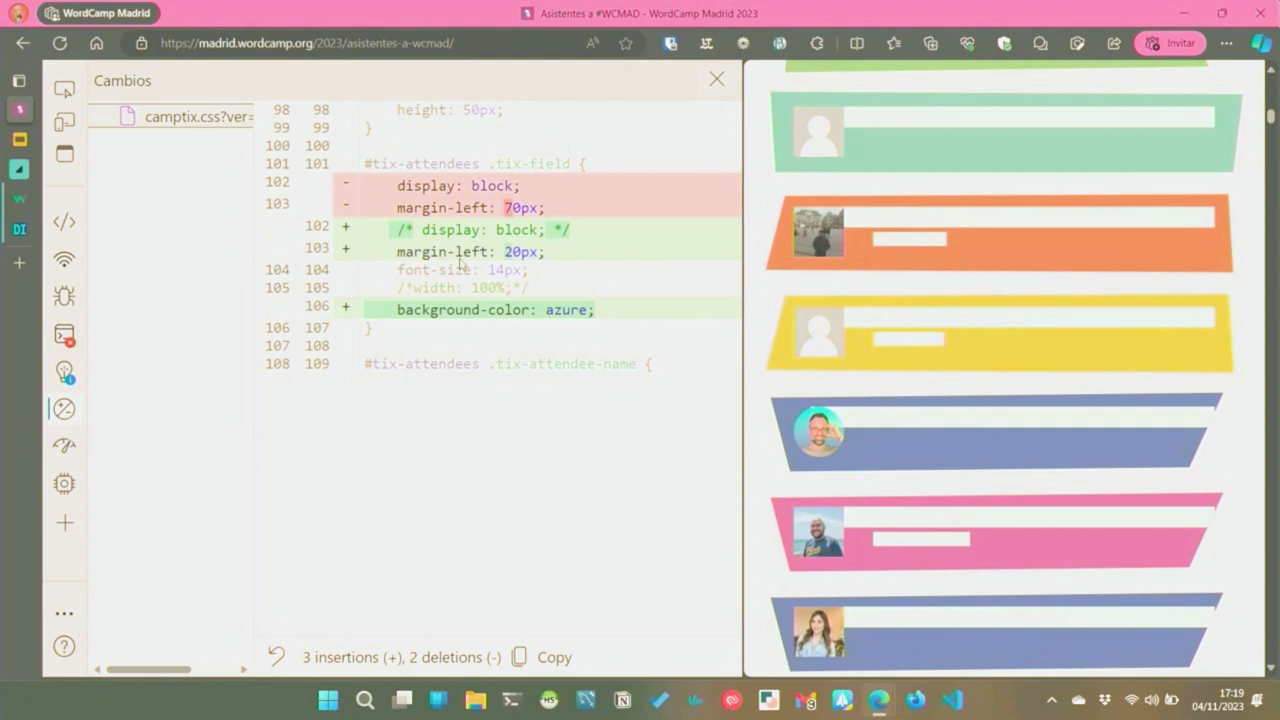 WordCamp Madrid
Asistentes a #WCMAD - WordCamp Madrid 2023
https://madrid.wordcamp.org/2023/asistentes-a-wcmad/
Invitar
Cambios
camptix.css?ver=
98 98 height: 50px;
99 99 }
100 100
101 101 #tix-attendees .tix-field {
102 - display: block;
103 - margin-left: 70px;
102 + /* display: block; */
103 + margin-left: 20px;
104 104 font-size: 14px;
105 105 /*width: 100%;*/
106 + background-color: azure;
106 107 }
107 108
108 109 #tix-attendees .tix-attendee-name {
3 insertions (+), 2 deletions (-) Copy
17:19
04/11/2023